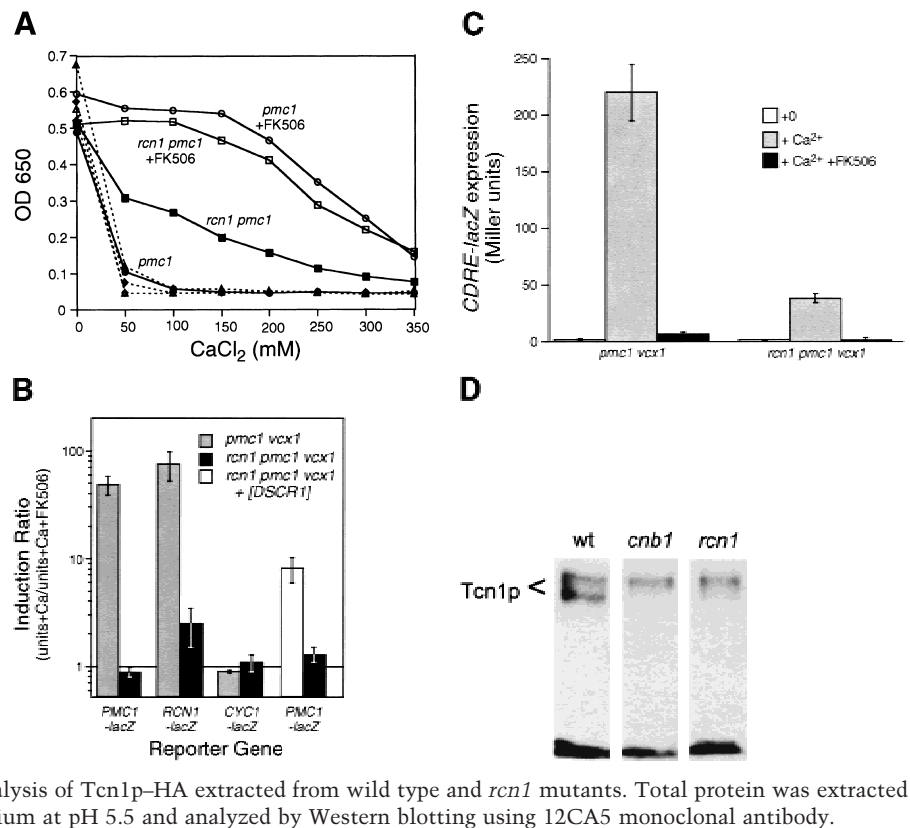 A
0.7
0.6
0.5
0.4
0.3
0.2
0.1
0
OD 650
pmc1
+FK506
rcn1 pmc1
+FK506
rcn1 pmc1
pmc1
0 50 100 150 200 250 300 350
CaCl2 (mM)
B
pmc1 vcx1
rcn1 pmc1 vcx1
rcn1 pmc1 vcx1
+ [DSCR1]
100
10
1
Induction Ratio
(units+Ca/units+Ca+FK506)
PMC1 RCN1 CYC1 PMC1
-lacZ -lacZ -lacZ -lacZ
Reporter Gene
C
250
200
150
100
50
0
CDRE-lacZ expression
(Miller units)
+0
+ Ca2+
+ Ca2+ +FK506
pmc1 vcx1 rcn1 pmc1 vcx1
D
wt cnb1 rcn1
Tcn1p <
alysis of Tcn1p–HA extracted from wild type and rcn1 mutants. Total protein was extracted
ium at pH 5.5 and analyzed by Western blotting using 12CA5 monoclonal antibody.